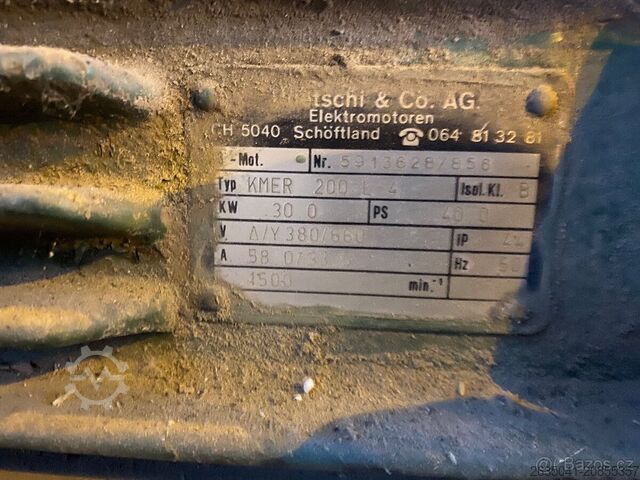 tschi & Co. AG.
Elektromotoren
CH 5040 Schöftland ☎ 064 81 32 81
-Mot. Nr. 5913628/856
Typ KMER 200 L 4 Isol. Kl. B
KW 30 0 PS 40 0
V Δ/Y 380/660 IP
A 58 0/33 Hz 50
1500 min.⁻¹
Bazos.cz